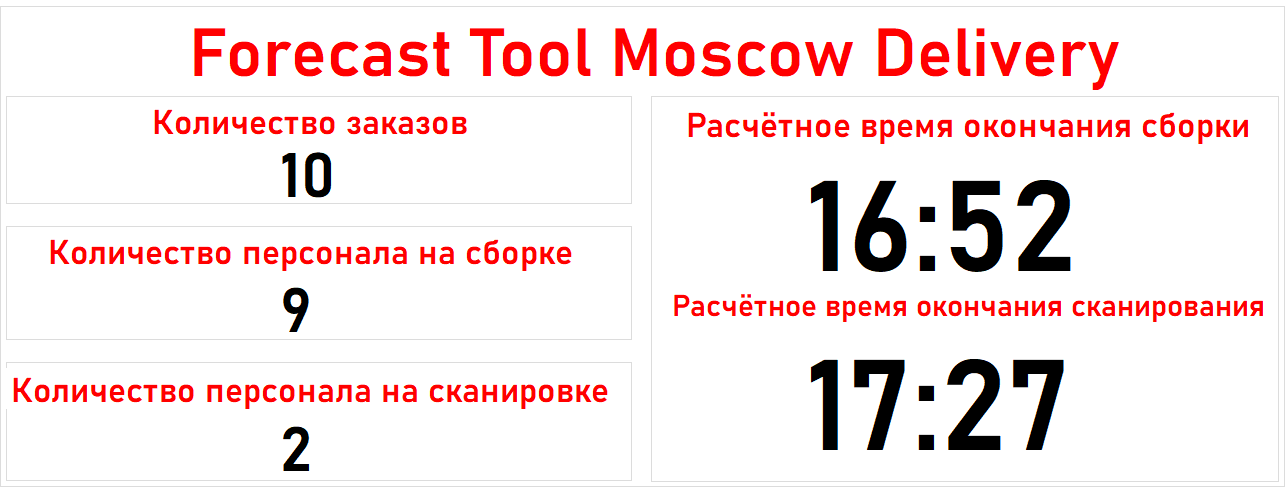 Forecast Tool Moscow Delivery
Количество заказов
10
Количество персонала на сборке
9
Количество персонала на сканировке
2
Расчётное время окончания сборки
16:52
Расчётное время окончания сканирования
17:27